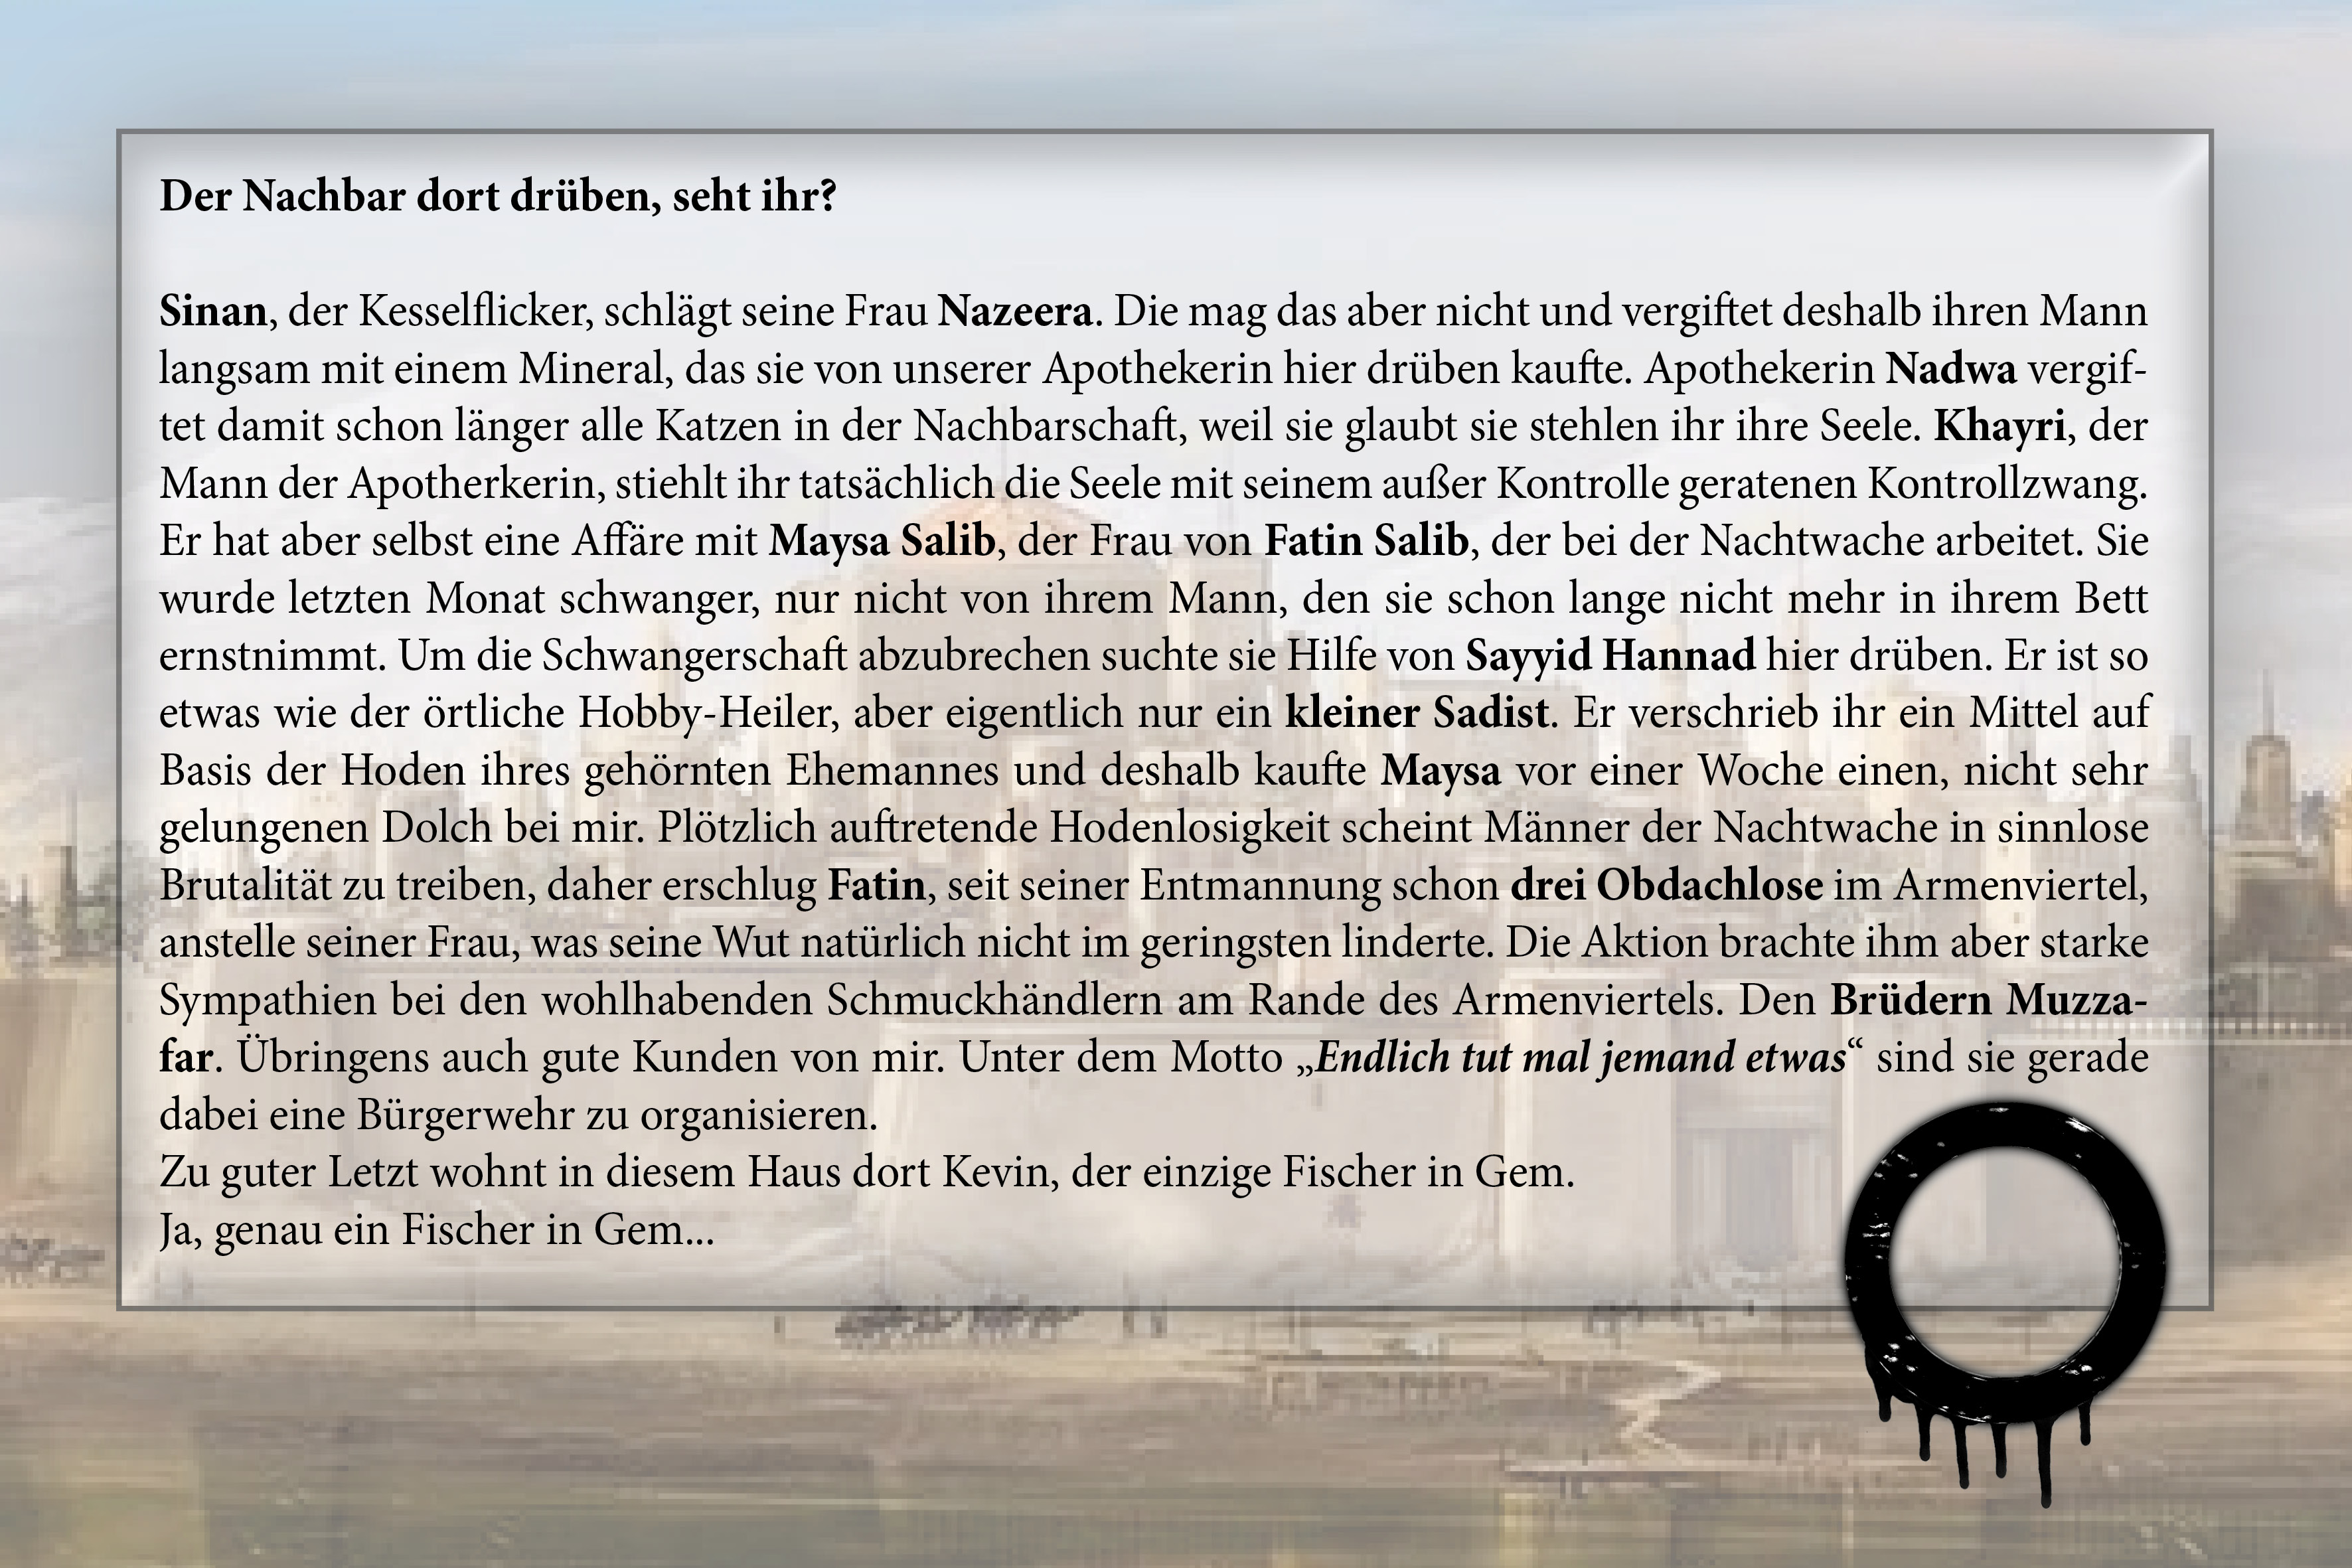 Der Nachbar dort drüben, seht ihr?
Sinan, der Kesselflicker, schlägt seine Frau Nazeera. Die mag das aber nicht und vergiftet deshalb ihren Mann
langsam mit einem Mineral, das sie von unserer Apothekerin hier drüben kaufte. Apothekerin Nadwa vergif-
tet damit schon länger alle Katzen in der Nachbarschaft, weil sie glaubt sie stehlen ihr ihre Seele. Khayri, der
Mann der Apotherkerin, stiehlt ihr tatsächlich die Seele mit seinem außer Kontrolle geratenen Kontrollzwang.
Er hat aber selbst eine Affäre mit Maysa Salib, der Frau von Fatin Salib, der bei der Nachtwache arbeitet. Sie
wurde letzten Monat schwanger, nur nicht von ihrem Mann, den sie schon lange nicht mehr in ihrem Bett
ernstnimmt. Um die Schwangerschaft abzubrechen suchte sie Hilfe von Sayyid Hannad hier drüben. Er ist so
etwas wie der örtliche Hobby-Heiler, aber eigentlich nur ein kleiner Sadist. Er verschrieb ihr ein Mittel auf
Basis der Hoden ihres gehörnten Ehemannes und deshalb kaufte Maysa vor einer Woche einen, nicht sehr
gelungenen Dolch bei mir. Plötzlich auftretende Hodenlosigkeit scheint Männer der Nachtwache in sinnlose
Brutalität zu treiben, daher erschlug Fatin, seit seiner Entmannung schon drei Obdachlose im Armenviertel,
anstelle seiner Frau, was seine Wut natürlich nicht im geringsten linderte. Die Aktion brachte ihm aber starke
Sympathien bei den wohlhabenden Schmuckhändlern am Rande des Armenviertels. Den Brüdern Muzza-
far. Übringens auch gute Kunden von mir. Unter dem Motto „Endlich tut mal jemand etwas“ sind sie gerade
dabei eine Bürgerwehr zu organisieren.
Zu guter Letzt wohnt in diesem Haus dort Kevin, der einzige Fischer in Gem.
Ja, genau ein Fischer in Gem...